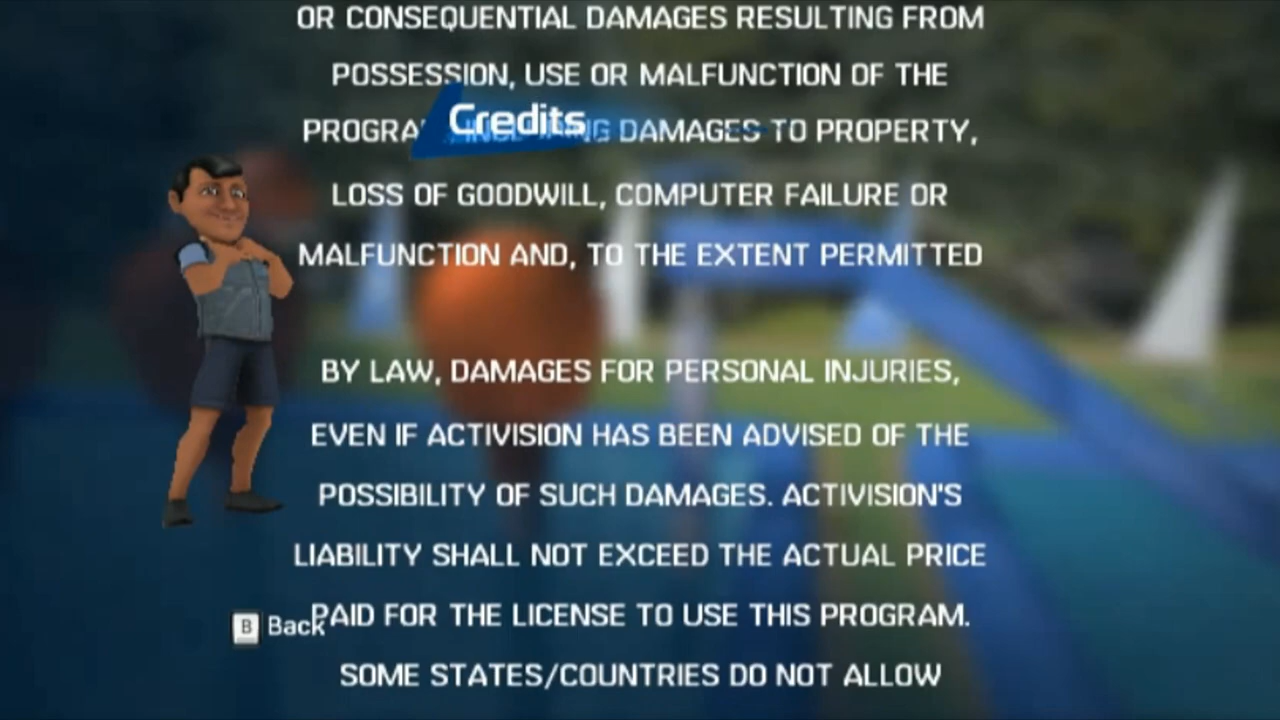 OR CONSEQUENTIAL DAMAGES RESULTING FROM
POSSESSION, USE OR MALFUNCTION OF THE
Credits
DAMAGES TO PROPERTY,
LOSS OF GOODWILL, COMPUTER FAILURE OR
MALFUNCTION AND, TO THE EXTENT PERMITTED
BY LAW, DAMAGES FOR PERSONAL INJURIES,
EVEN IF ACTIVISION HAS BEEN ADVISED OF THE
POSSIBILITY OF SUCH DAMAGES. ACTIVISION'S
LIABILITY SHALL NOT EXCEED THE ACTUAL PRICE
B Back
PAID FOR THE LICENSE TO USE THIS PROGRAM.
SOME STATES/COUNTRIES DO NOT ALLOW